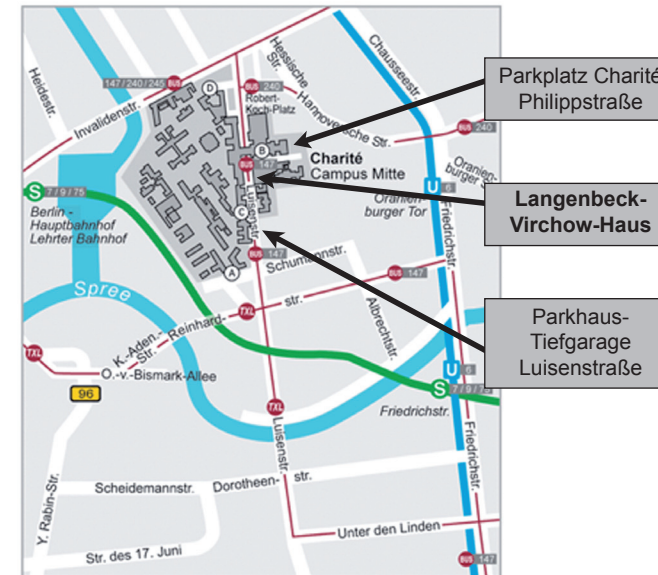 Heidestr.
147 / 240 / 245 BUS
Invalidenstr.
D
BUS 240
Robert-
Koch-Platz
Hessische
Str.
Hannoversche Str.
Chausseestr.
BUS 240
Parkplatz Charité
Philippstraße
B
BUS 147
Charité
Campus Mitte
Oranien-
burger Tor
U 6
Oranien-
burger Str.
Langenbeck-
Virchow-Haus
S 7 / 9 / 75
Berlin -
Hauptbahnhof
Lehrter Bahnhof
C
Luisenstr.
Friedrichstr.
A
Schumannstr.
BUS 147
BUS 147
Spree
Albrechtstr.
TXL
K.-Aden.-
Str.
Reinhard-
str.
TXL
O.-v.-Bismark-Allee
96
Parkhaus-
Tiefgarage
Luisenstraße
U 6
S 7 / 9 / 75
Friedrichstr.
TXL
Luisenstr.
Friedrichstr.
Y. Rabin-Str.
Scheidemannstr.
Dorotheen-
str.
Unter den Linden
Str. des 17. Juni
BUS 147